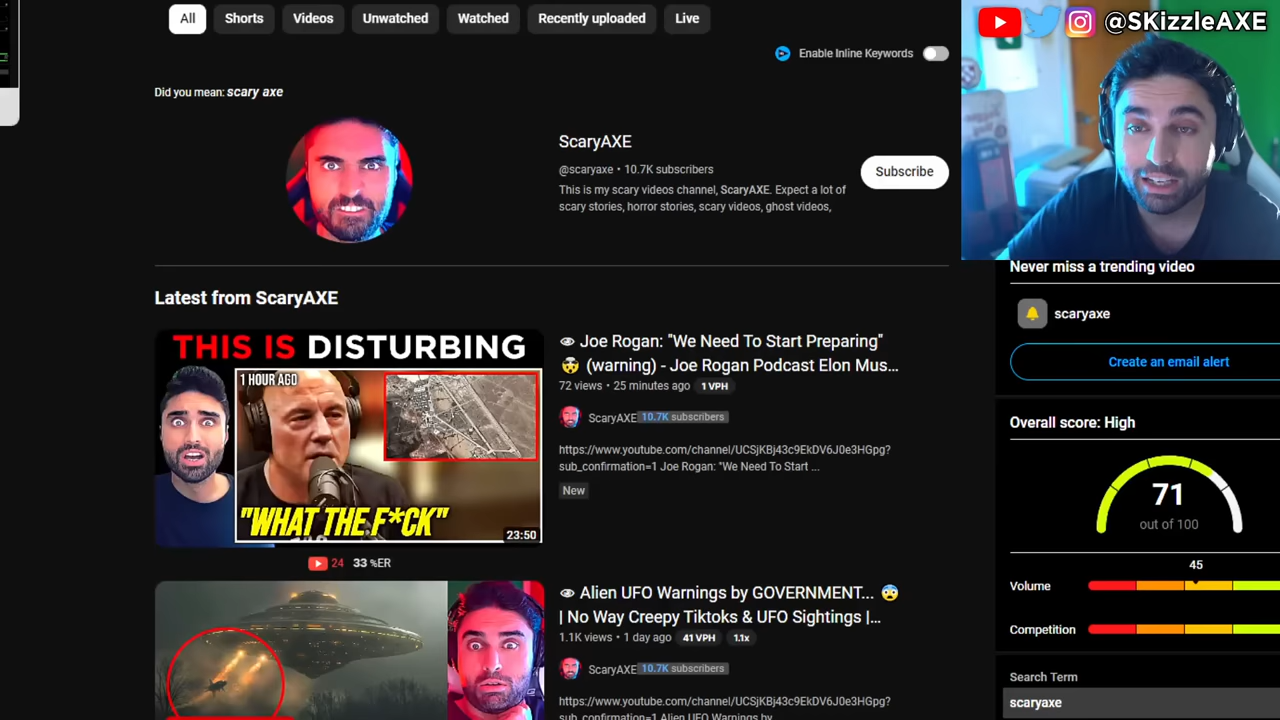 All
Shorts
Videos
Unwatched
Watched
Recently uploaded
Live
@SKizzleAXE
Enable Inline Keywords
Did you mean: scary axe
ScaryAXE
@scaryaxe • 10.7K subscribers
This is my scary videos channel, ScaryAXE. Expect a lot of
scary stories, horror stories, scary videos, ghost videos,
Subscribe
Latest from ScaryAXE
THIS IS DISTURBING
1 HOUR AGO
"WHAT THE F*CK"
23:50
24 33 %ER
Joe Rogan: "We Need To Start Preparing"
(warning) - Joe Rogan Podcast Elon Mus...
72 views • 25 minutes ago 1 VPH
ScaryAXE 10.7K subscribers
https://www.youtube.com/channel/UCSjKBj43c9EkDV6J0e3HGpg?
sub_confirmation=1 Joe Rogan: "We Need To Start ...
New
Alien UFO Warnings by GOVERNMENT... 😨
| No Way Creepy Tiktoks & UFO Sightings |...
1.1K views • 1 day ago 41 VPH 1.1x
ScaryAXE 10.7K subscribers
https://www.youtube.com/channel/UCSjKBj43c9EkDV6J0e3HGpg?
sub_confirmation=1 Alien UFO Warnings by
Never miss a trending video
scaryaxe
Create an email alert
Overall score: High
71
out of 100
45
Volume
Competition
Search Term
scaryaxe